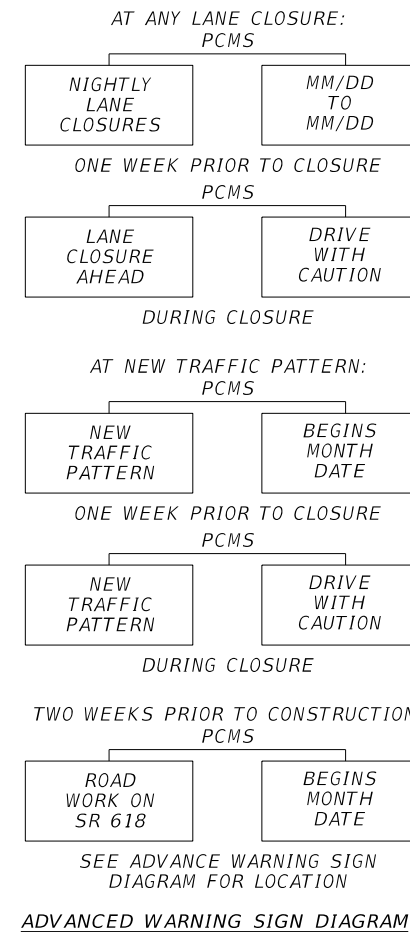 AT ANY LANE CLOSURE:
PCMS
NIGHTLY
LANE
CLOSURES
MM/DD
TO
MM/DD
ONE WEEK PRIOR TO CLOSURE
PCMS
LANE
CLOSURE
AHEAD
DRIVE
WITH
CAUTION
DURING CLOSURE
AT NEW TRAFFIC PATTERN:
PCMS
NEW
TRAFFIC
PATTERN
BEGINS
MONTH
DATE
ONE WEEK PRIOR TO CLOSURE
PCMS
NEW
TRAFFIC
PATTERN
DRIVE
WITH
CAUTION
DURING CLOSURE
TWO WEEKS PRIOR TO CONSTRUCTION
PCMS
ROAD
WORK ON
SR 618
BEGINS
MONTH
DATE
SEE ADVANCE WARNING SIGN
DIAGRAM FOR LOCATION
ADVANCED WARNING SIGN DIAGRAM